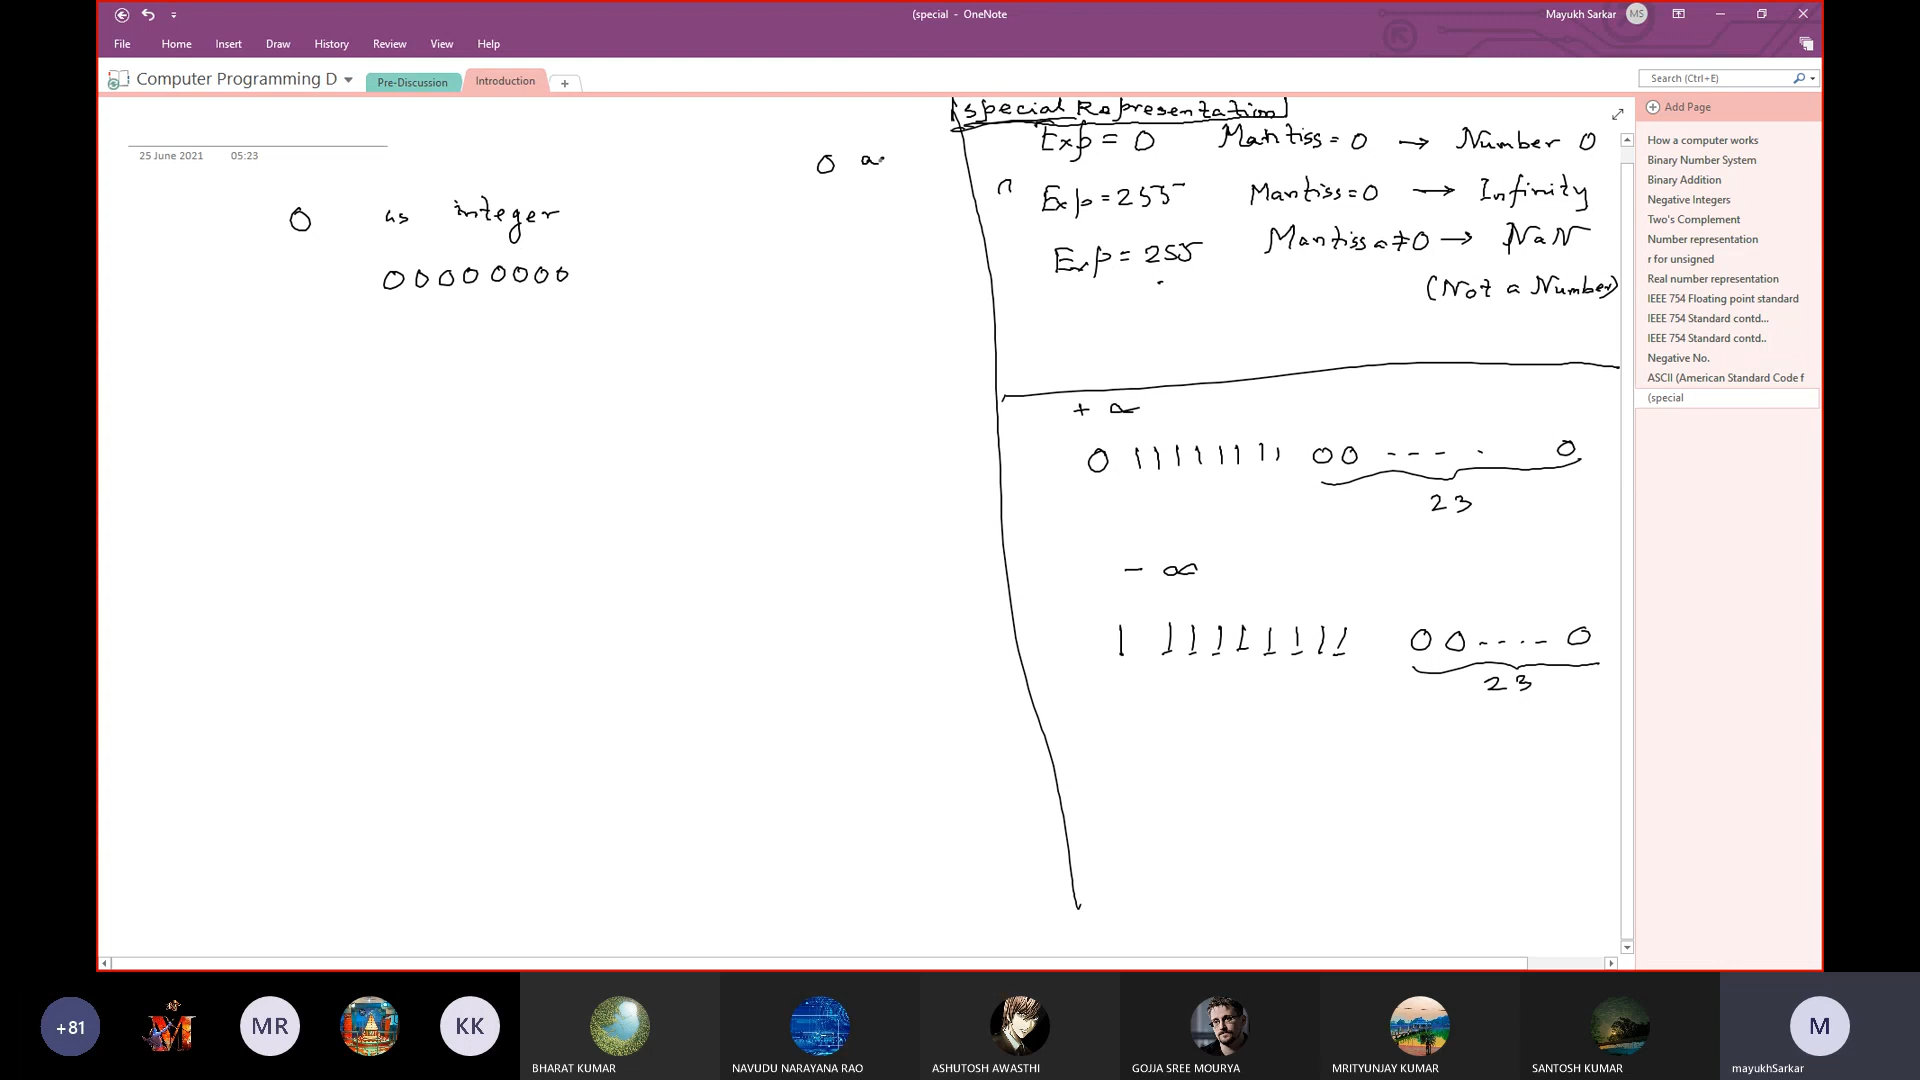 (special - OneNote
Mayukh Sarkar MS
File Home Insert Draw History Review View Help
Computer Programming D Pre-Discussion Introduction +
Search (Ctrl+E)
Add Page
How a computer works
Binary Number System
Binary Addition
Negative Integers
Two's Complement
Number representation
r for unsigned
Real number representation
IEEE 754 Floating point standard
IEEE 754 Standard contd...
IEEE 754 Standard contd..
Negative No.
ASCII (American Standard Code f
(special
25 June 2021 05:23
0 as integer
00000000
0 a
Special Representation
Exp = 0 Mantiss = 0 → Number 0
Exp = 255 Mantiss = 0 → Infinity
Exp = 255 Mantissa ≠ 0 → NaN
(Not a Number)
+ ∞
0 11111111 00 ---- 0
23
- ∞
1 11111111 00 ---- 0
23
+81 MR KK M
BHARAT KUMAR NAVUDU NARAYANA RAO ASHUTOSH AWASTHI GOJJA SREE MOURYA MRITYUNJAY KUMAR SANTOSH KUMAR mayukhSarkar